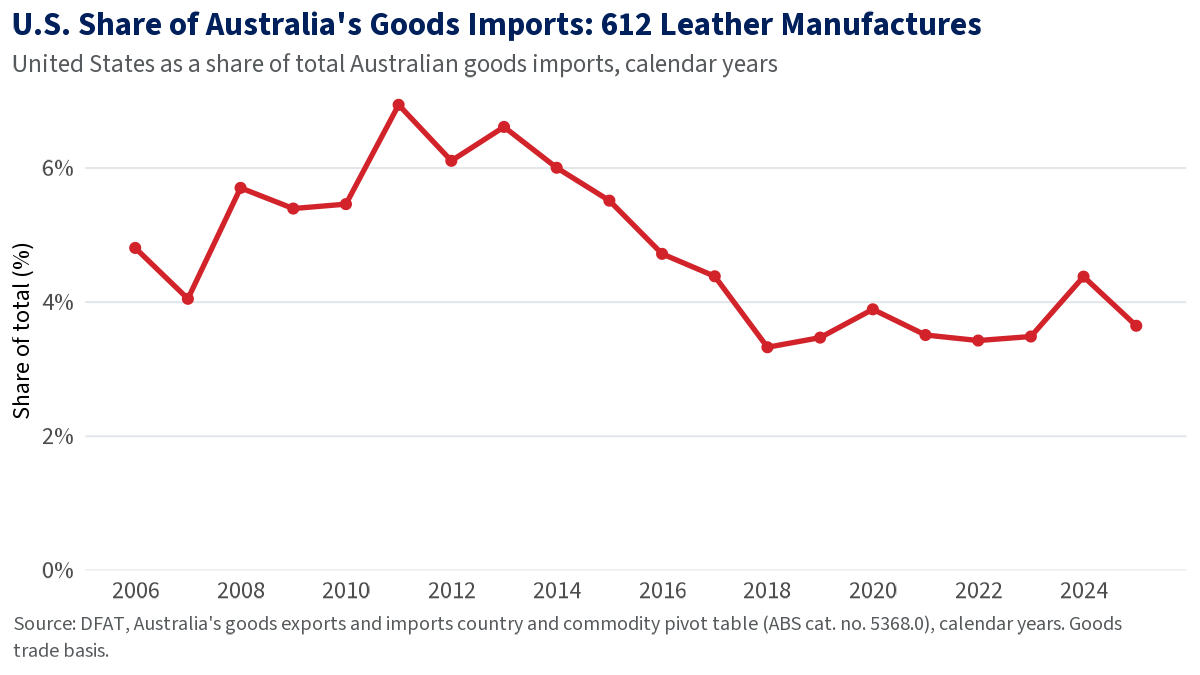 U.S. Share of Australia's Goods Imports: 612 Leather Manufactures
United States as a share of total Australian goods imports, calendar years
Share of total (%)
6%
4%
2%
0%
2006 2008 2010 2012 2014 2016 2018 2020 2022 2024
Source: DFAT, Australia's goods exports and imports country and commodity pivot table (ABS cat. no. 5368.0), calendar years. Goods
trade basis.